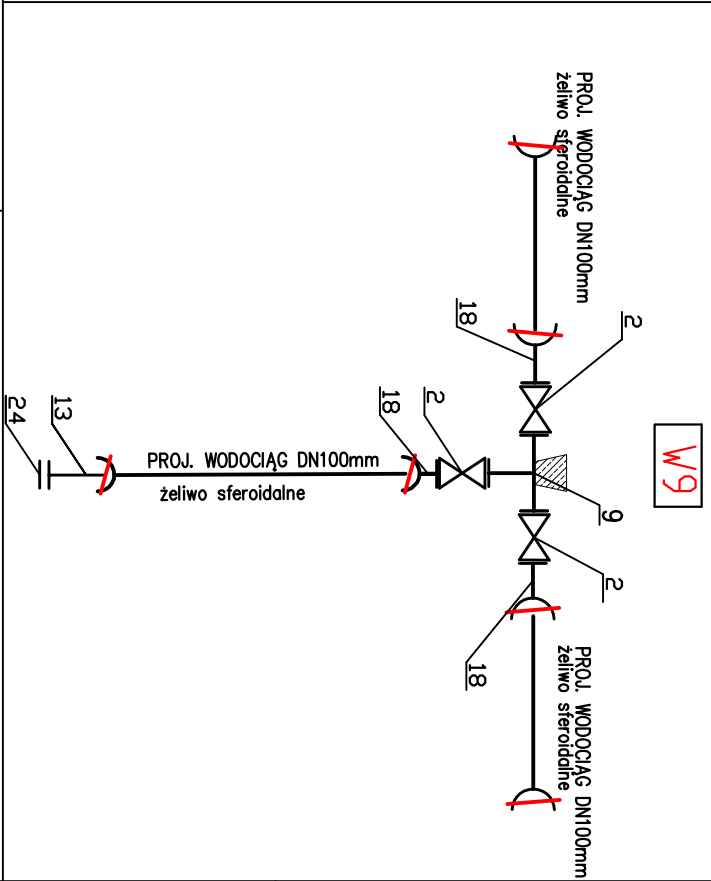 W9
PROJ. WODOCIĄG DN100mm
żeliwo sferoidalne
18
2
2
18
9
2
18
PROJ. WODOCIĄG DN100mm
żeliwo sferoidalne
13
24
PROJ. WODOCIĄG DN100mm
żeliwo sferoidalne